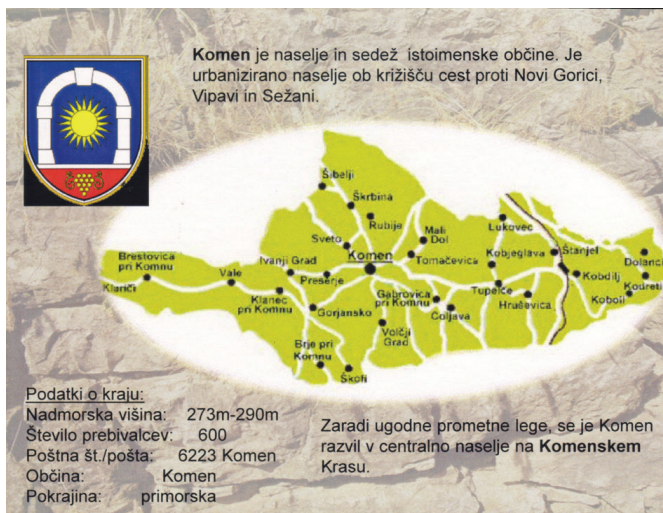 Komen je naselje in sedež istoimenske občine. Je
urbanizirano naselje ob križišču cest proti Novi Gorici,
Vipavi in Sežani.
Šibelji
Škrbina
Rubije
Mali
Dol
Lukovec
Sveto
Komen
Tomačevica
Kobjeglava
Štanjel
Dolanci
Brestovica
pri Komnu
Ivanji Grad
Vale
Preserje
Kobdilj
Kodreti
Klariči
Klanec
pri Komnu
Gabrovica
pri Komnu
Tupelče
Koboli
Hruševica
Gorjansko
Coljava
Volčji
Grad
Brje pri
Komnu
Škofi
Podatki o kraju:
Nadmorska višina: 273m-290m
Število prebivalcev: 600
Poštna št./pošta: 6223 Komen
Občina: Komen
Pokrajina: primorska
Zaradi ugodne prometne lege, se je Komen
razvil v centralno naselje na Komenskem
Krasu.